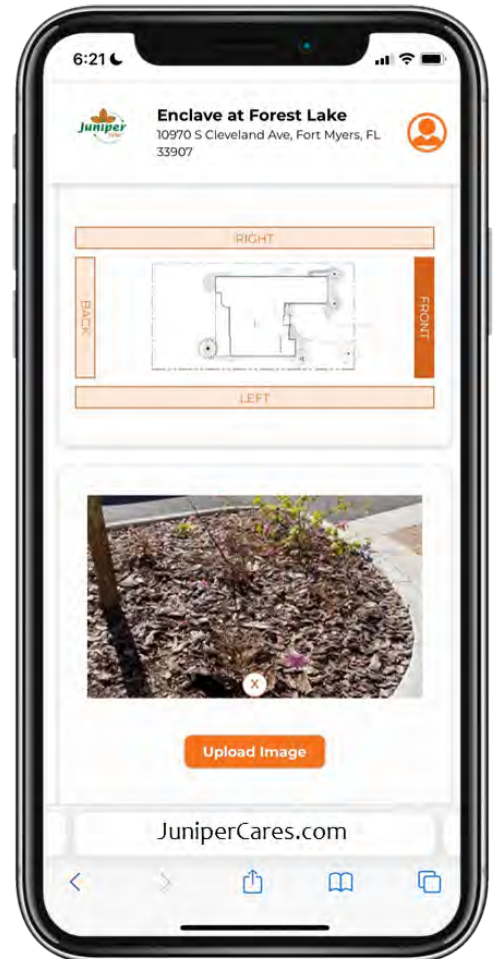 6:21
Juniper
Enclave at Forest Lake
10970 S Cleveland Ave, Fort Myers, FL
33907
RIGHT
BACK
FRONT
LEFT
X
Upload Image
JuniperCares.com